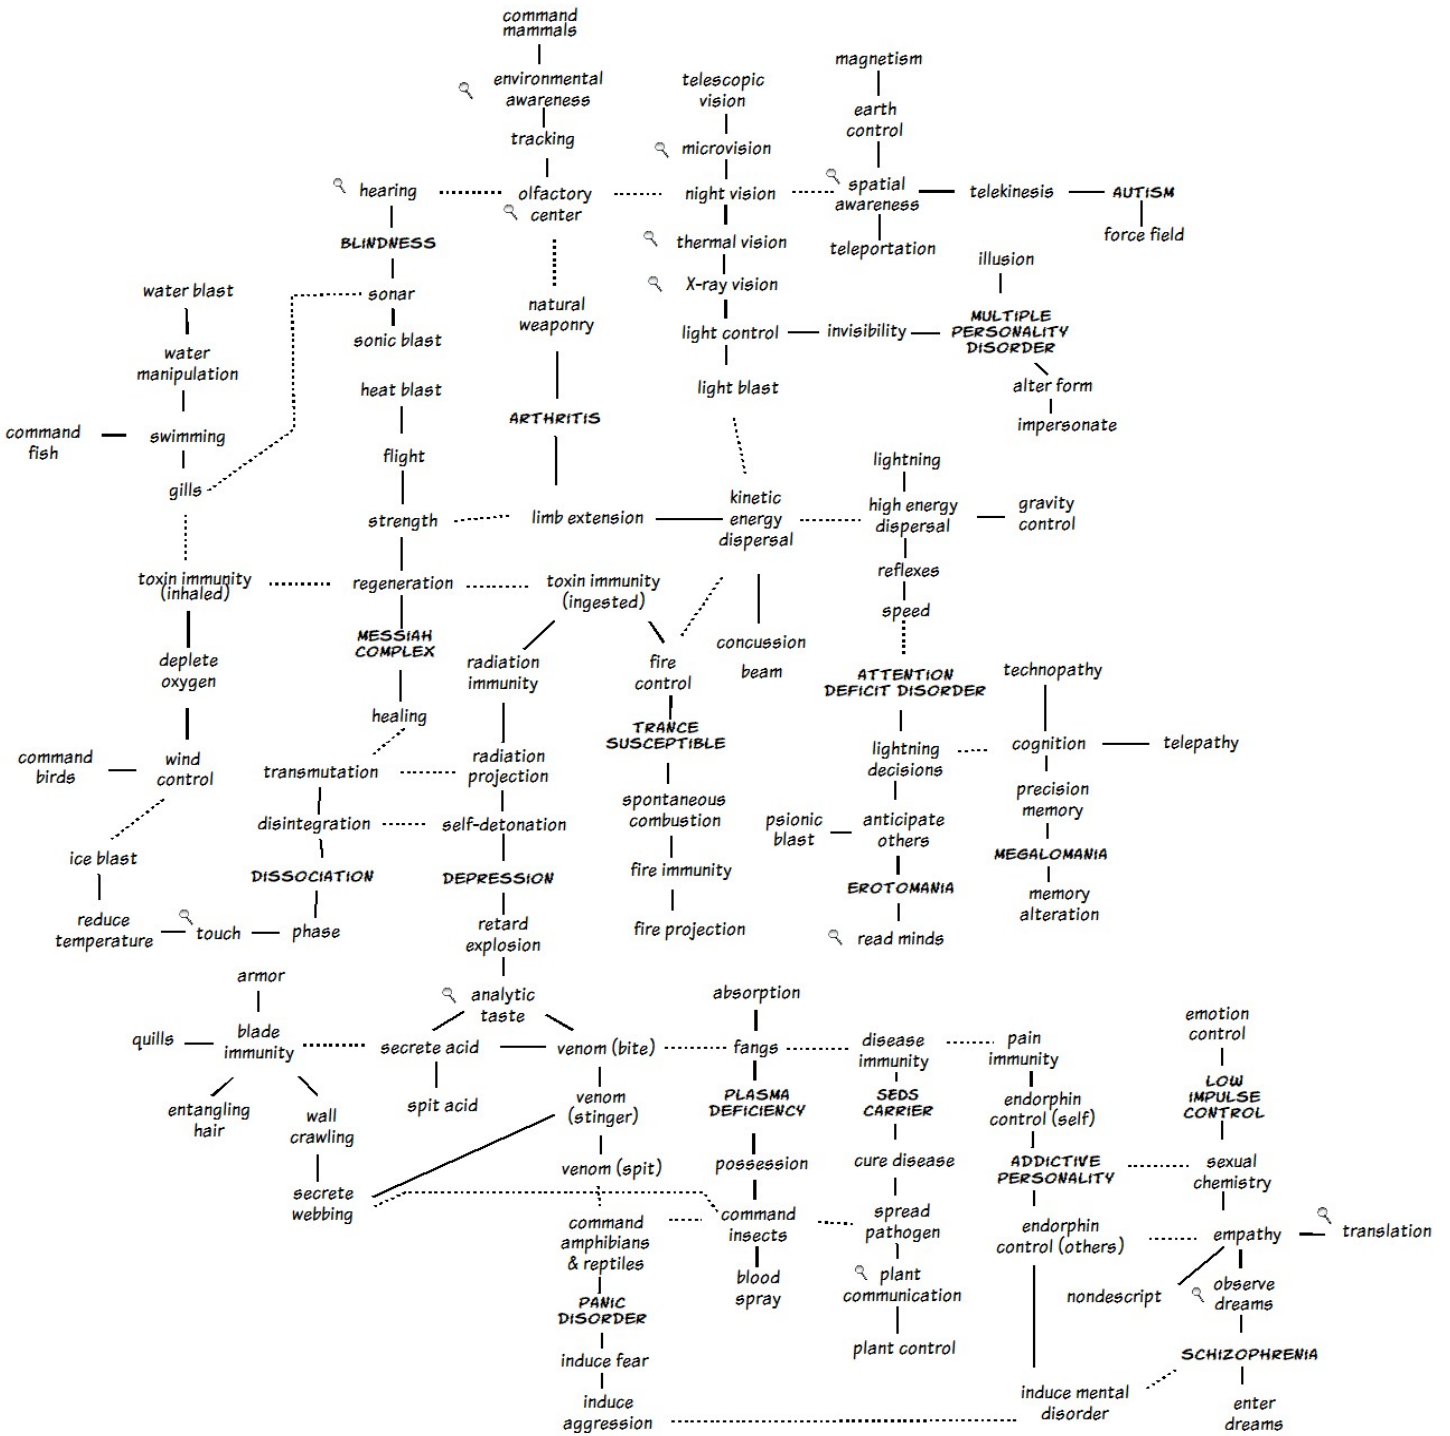 command
mammals
environmental
awareness
tracking
telescopic
vision
microvision
magnetism
earth
control
hearing
olfactory
center
night vision
spatial
awareness
telekinesis
AUTISM
force field
BLINDNESS
thermal vision
teleportation
illusion
water blast
sonar
natural
weaponry
X-ray vision
sonic blast
light control
invisibility
MULTIPLE
PERSONALITY
DISORDER
water
manipulation
heat blast
light blast
alter form
impersonate
command
fish
swimming
ARTHRITIS
flight
lightning
gills
strength
limb extension
kinetic
energy
dispersal
high energy
dispersal
gravity
control
toxin immunity
(inhaled)
regeneration
toxin immunity
(ingested)
reflexes
speed
MESSIAH
COMPLEX
concussion
beam
deplete
oxygen
radiation
immunity
fire
control
ATTENTION
DEFICIT DISORDER
technopathy
healing
TRANCE
SUSCEPTIBLE
command
birds
wind
control
transmutation
radiation
projection
lightning
decisions
cognition
telepathy
disintegration
self-detonation
spontaneous
combustion
psionic
blast
anticipate
others
precision
memory
ice blast
DISSOCIATION
DEPRESSION
fire immunity
EROTOMANIA
MEGALOMANIA
memory
alteration
reduce
temperature
touch
phase
retard
explosion
fire projection
read minds
armor
analytic
taste
absorption
quills
blade
immunity
secrete acid
venom (bite)
fangs
disease
immunity
pain
immunity
emotion
control
entangling
hair
wall
crawling
spit acid
venom
(stinger)
PLASMA
DEFICIENCY
SEDS
CARRIER
endorphin
control (self)
LOW
IMPULSE
CONTROL
venom (spit)
possession
cure disease
ADDICTIVE
PERSONALITY
sexual
chemistry
secrete
webbing
command
amphibians
& reptiles
command
insects
spread
pathogen
endorphin
control (others)
empathy
translation
blood
spray
plant
communication
nondescript
observe
dreams
PANIC
DISORDER
plant control
SCHIZOPHRENIA
induce fear
induce
aggression
induce mental
disorder
enter
dreams